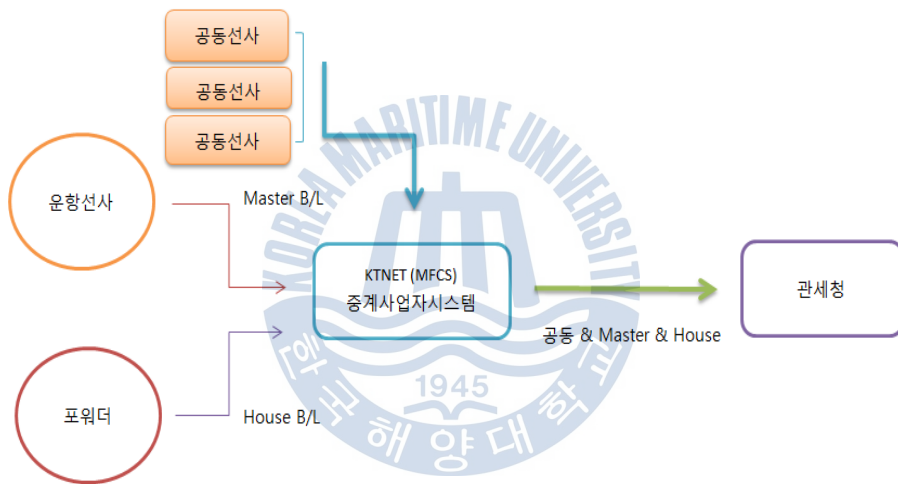 공동선사
공동선사
공동선사
운항선사
Master B/L
KTNET (MFCS)
중계사업자시스템
관세청
공동 & Master & House
포워더
House B/L
KOREA MARITIME UNIVERSITY
1945
한국해양대학교